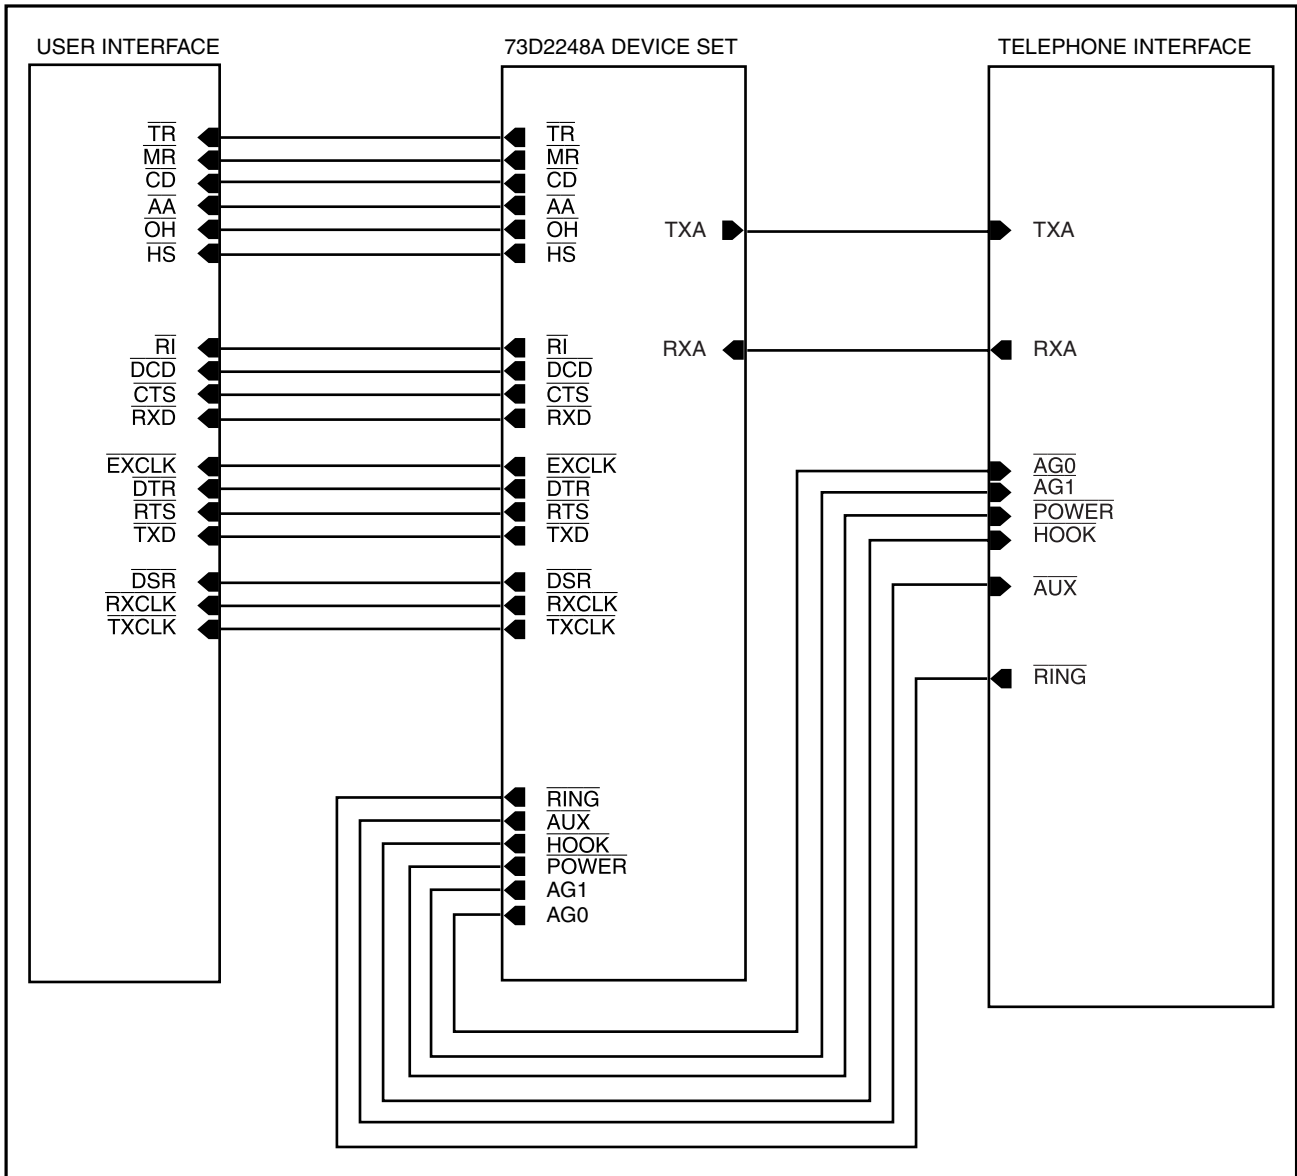 USER INTERFACE
TR
MR
CD
AA
OH
HS
RI
DCD
CTS
RXD
EXCLK
DTR
RTS
TXD
DSR
RXCLK
TXCLK
73D2248A DEVICE SET
TR
MR
CD
AA
OH
HS
RI
DCD
CTS
RXD
EXCLK
DTR
RTS
TXD
DSR
RXCLK
TXCLK
RING
AUX
HOOK
POWER
AG1
AG0
TXA
RXA
TELEPHONE INTERFACE
TXA
RXA
AG0
AG1
POWER
HOOK
AUX
RING